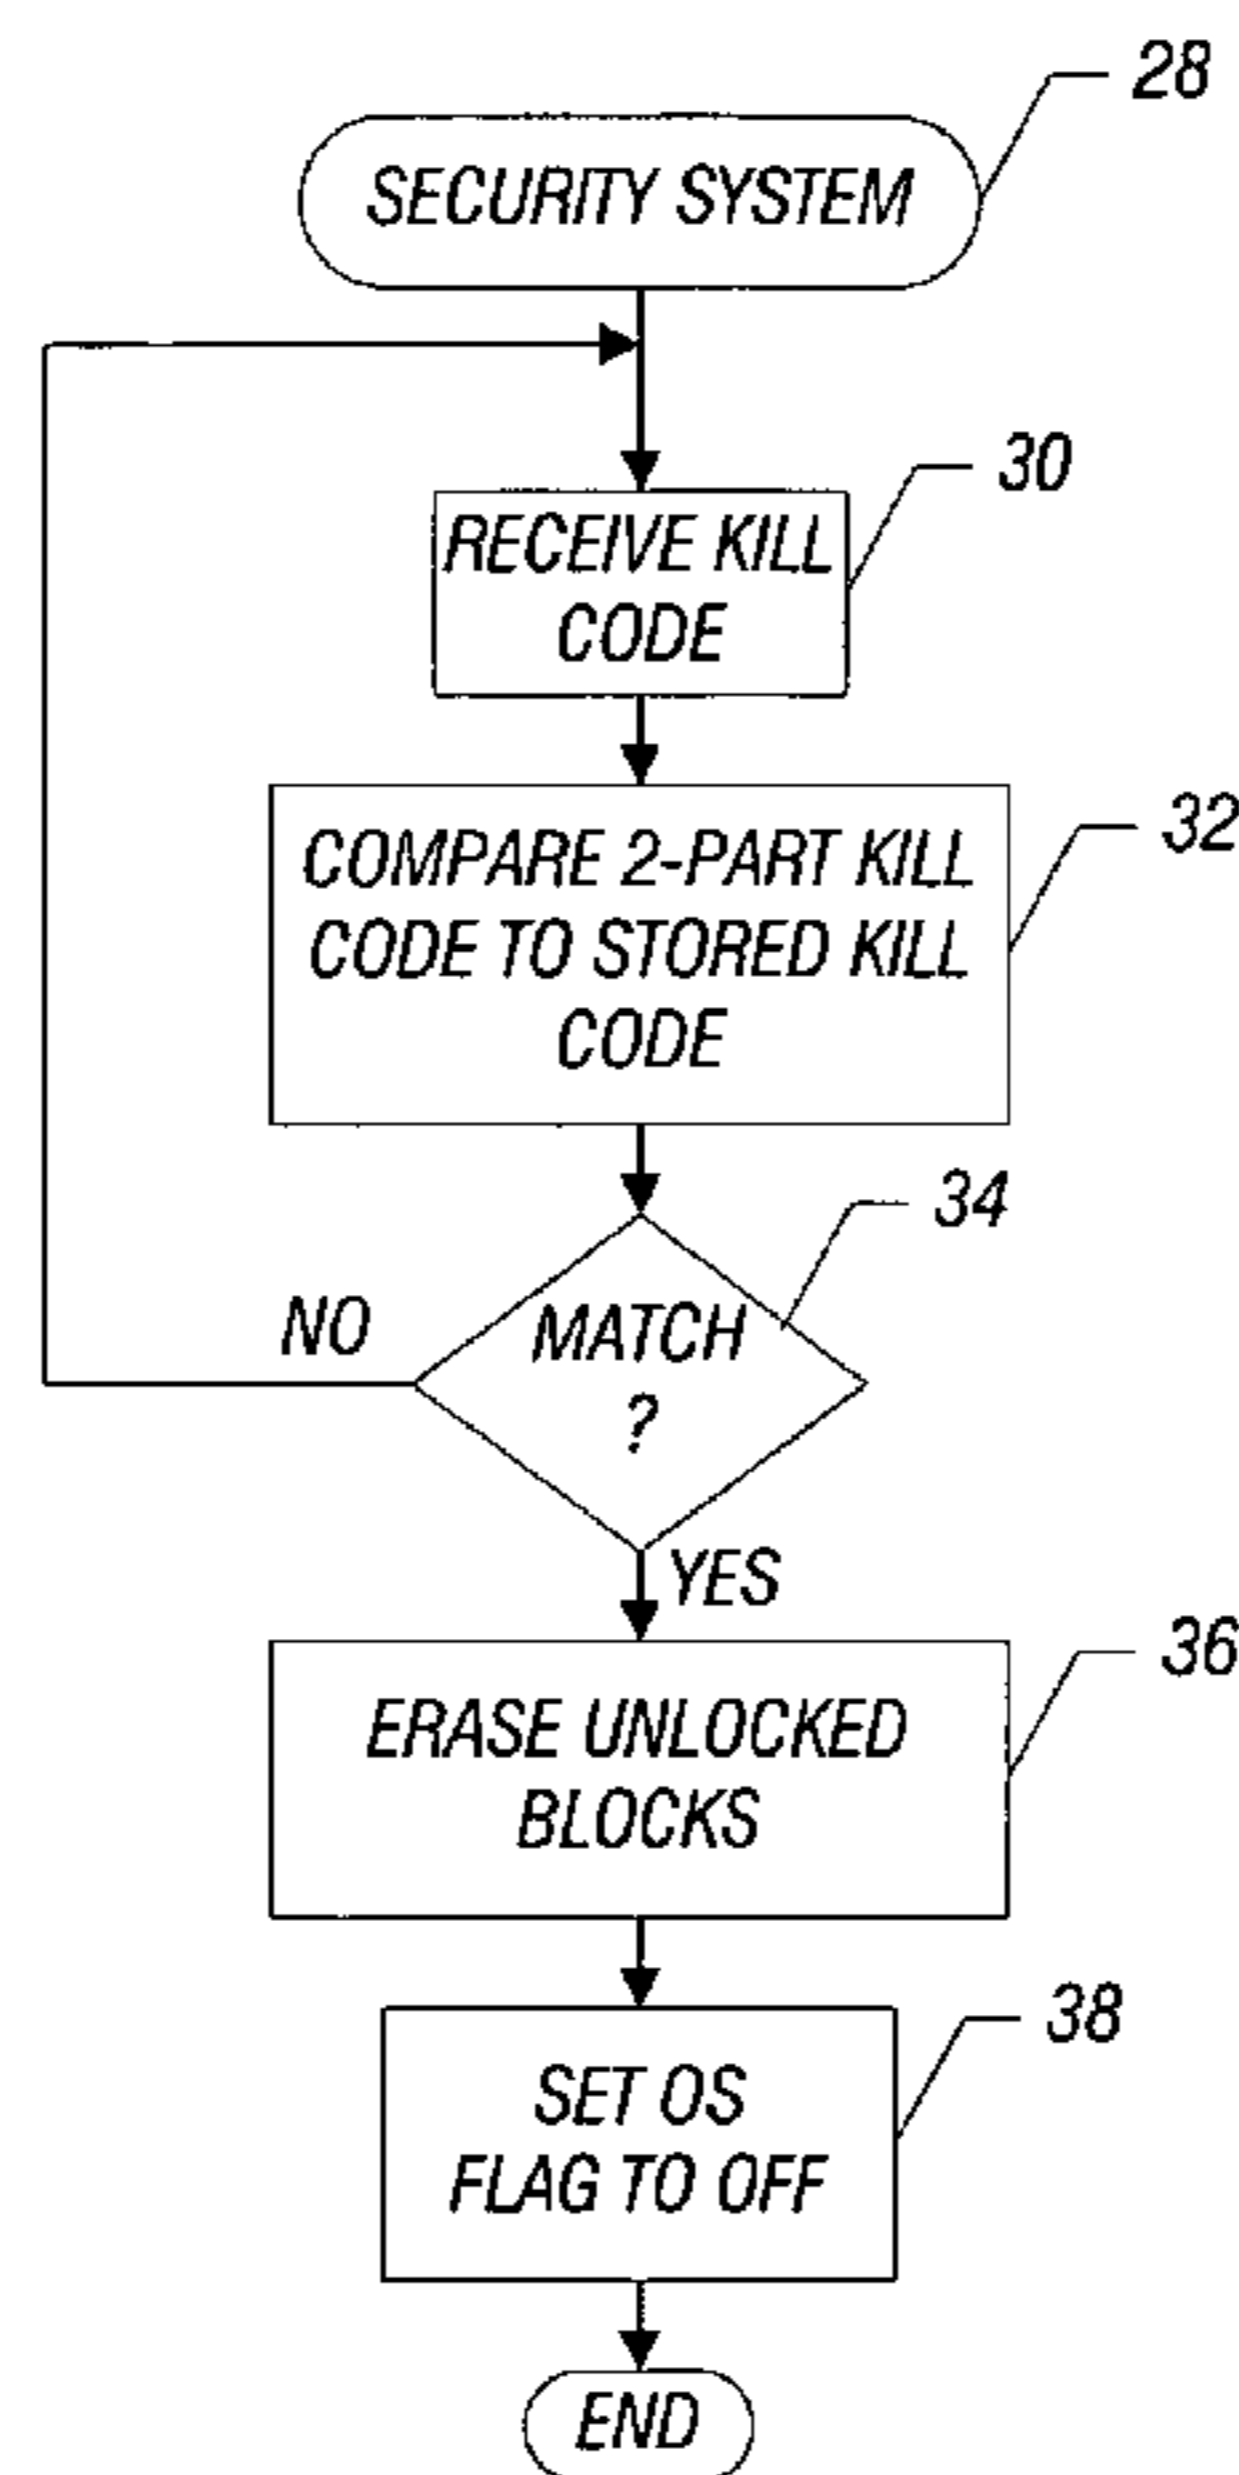 28
SECURITY SYSTEM
30
RECEIVE KILL
CODE
32
COMPARE 2-PART KILL
CODE TO STORED KILL
CODE
34
NO
MATCH
?
YES
36
ERASE UNLOCKED
BLOCKS
38
SET OS
FLAG TO OFF
END